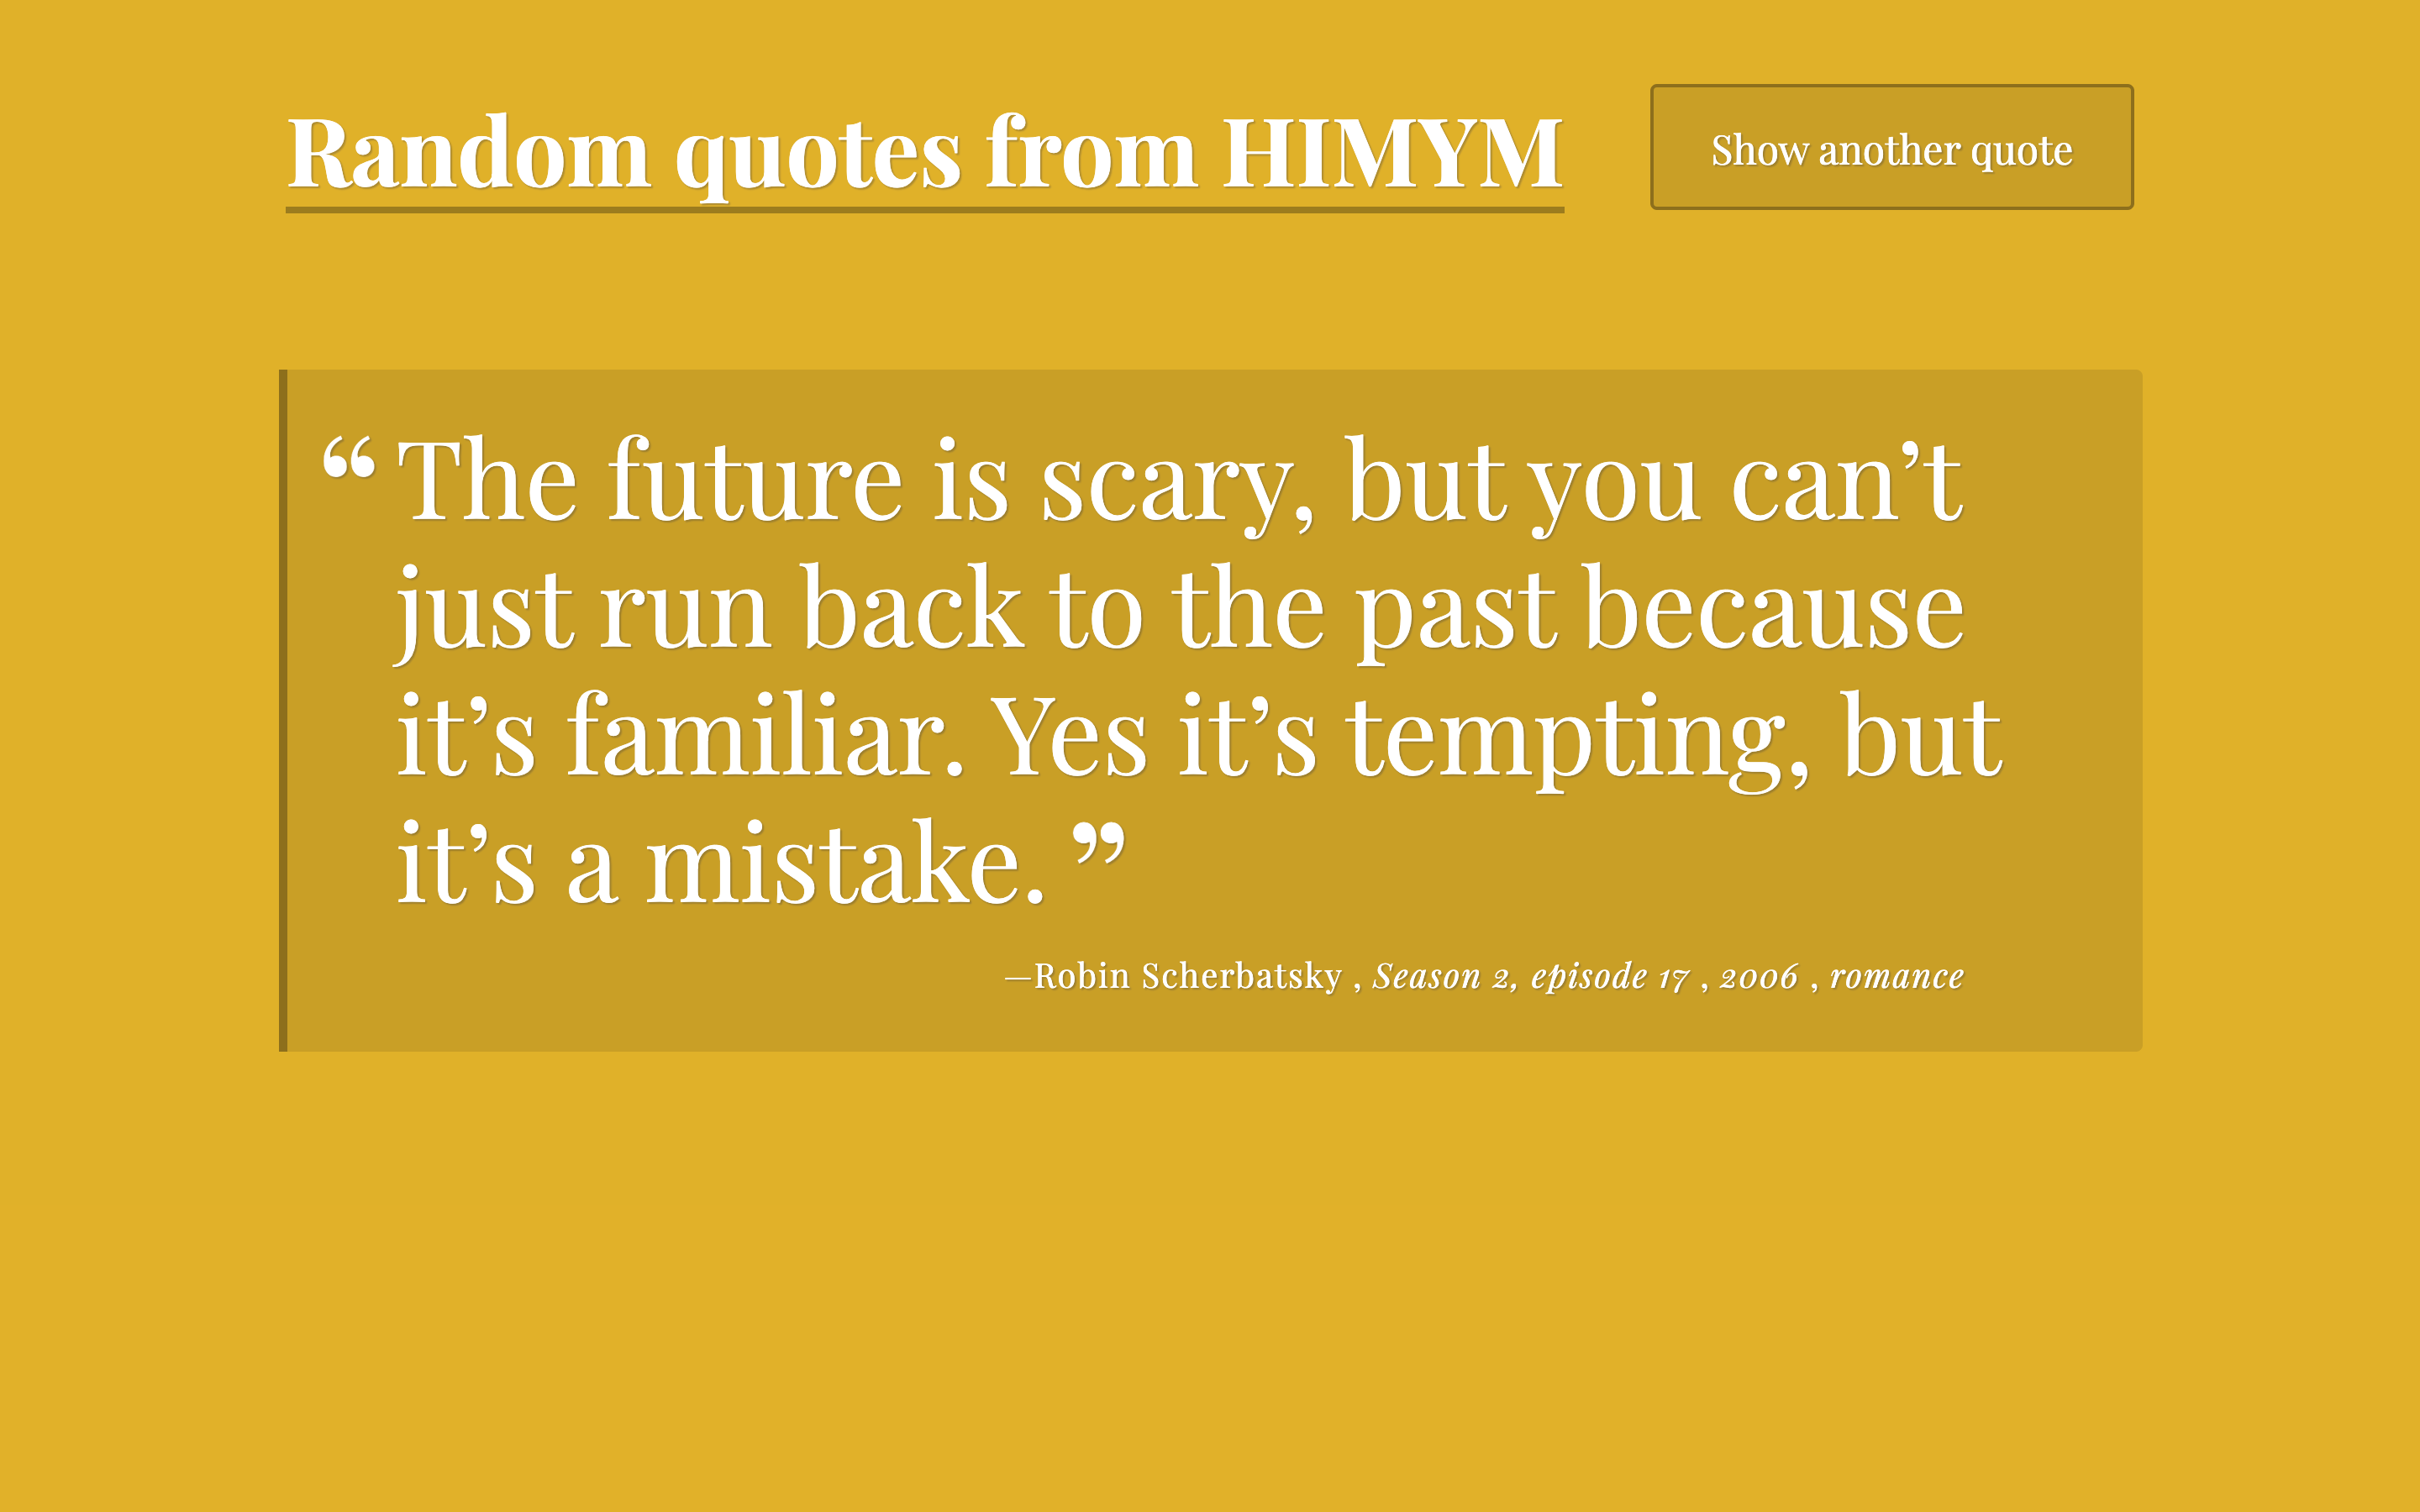 Random quotes from HIMYM
Show another quote
“ The future is scary, but you can’t
just run back to the past because
it’s familiar. Yes it’s tempting, but
it’s a mistake. ”
—Robin Scherbatsky , Season 2, episode 17 , 2006 , romance